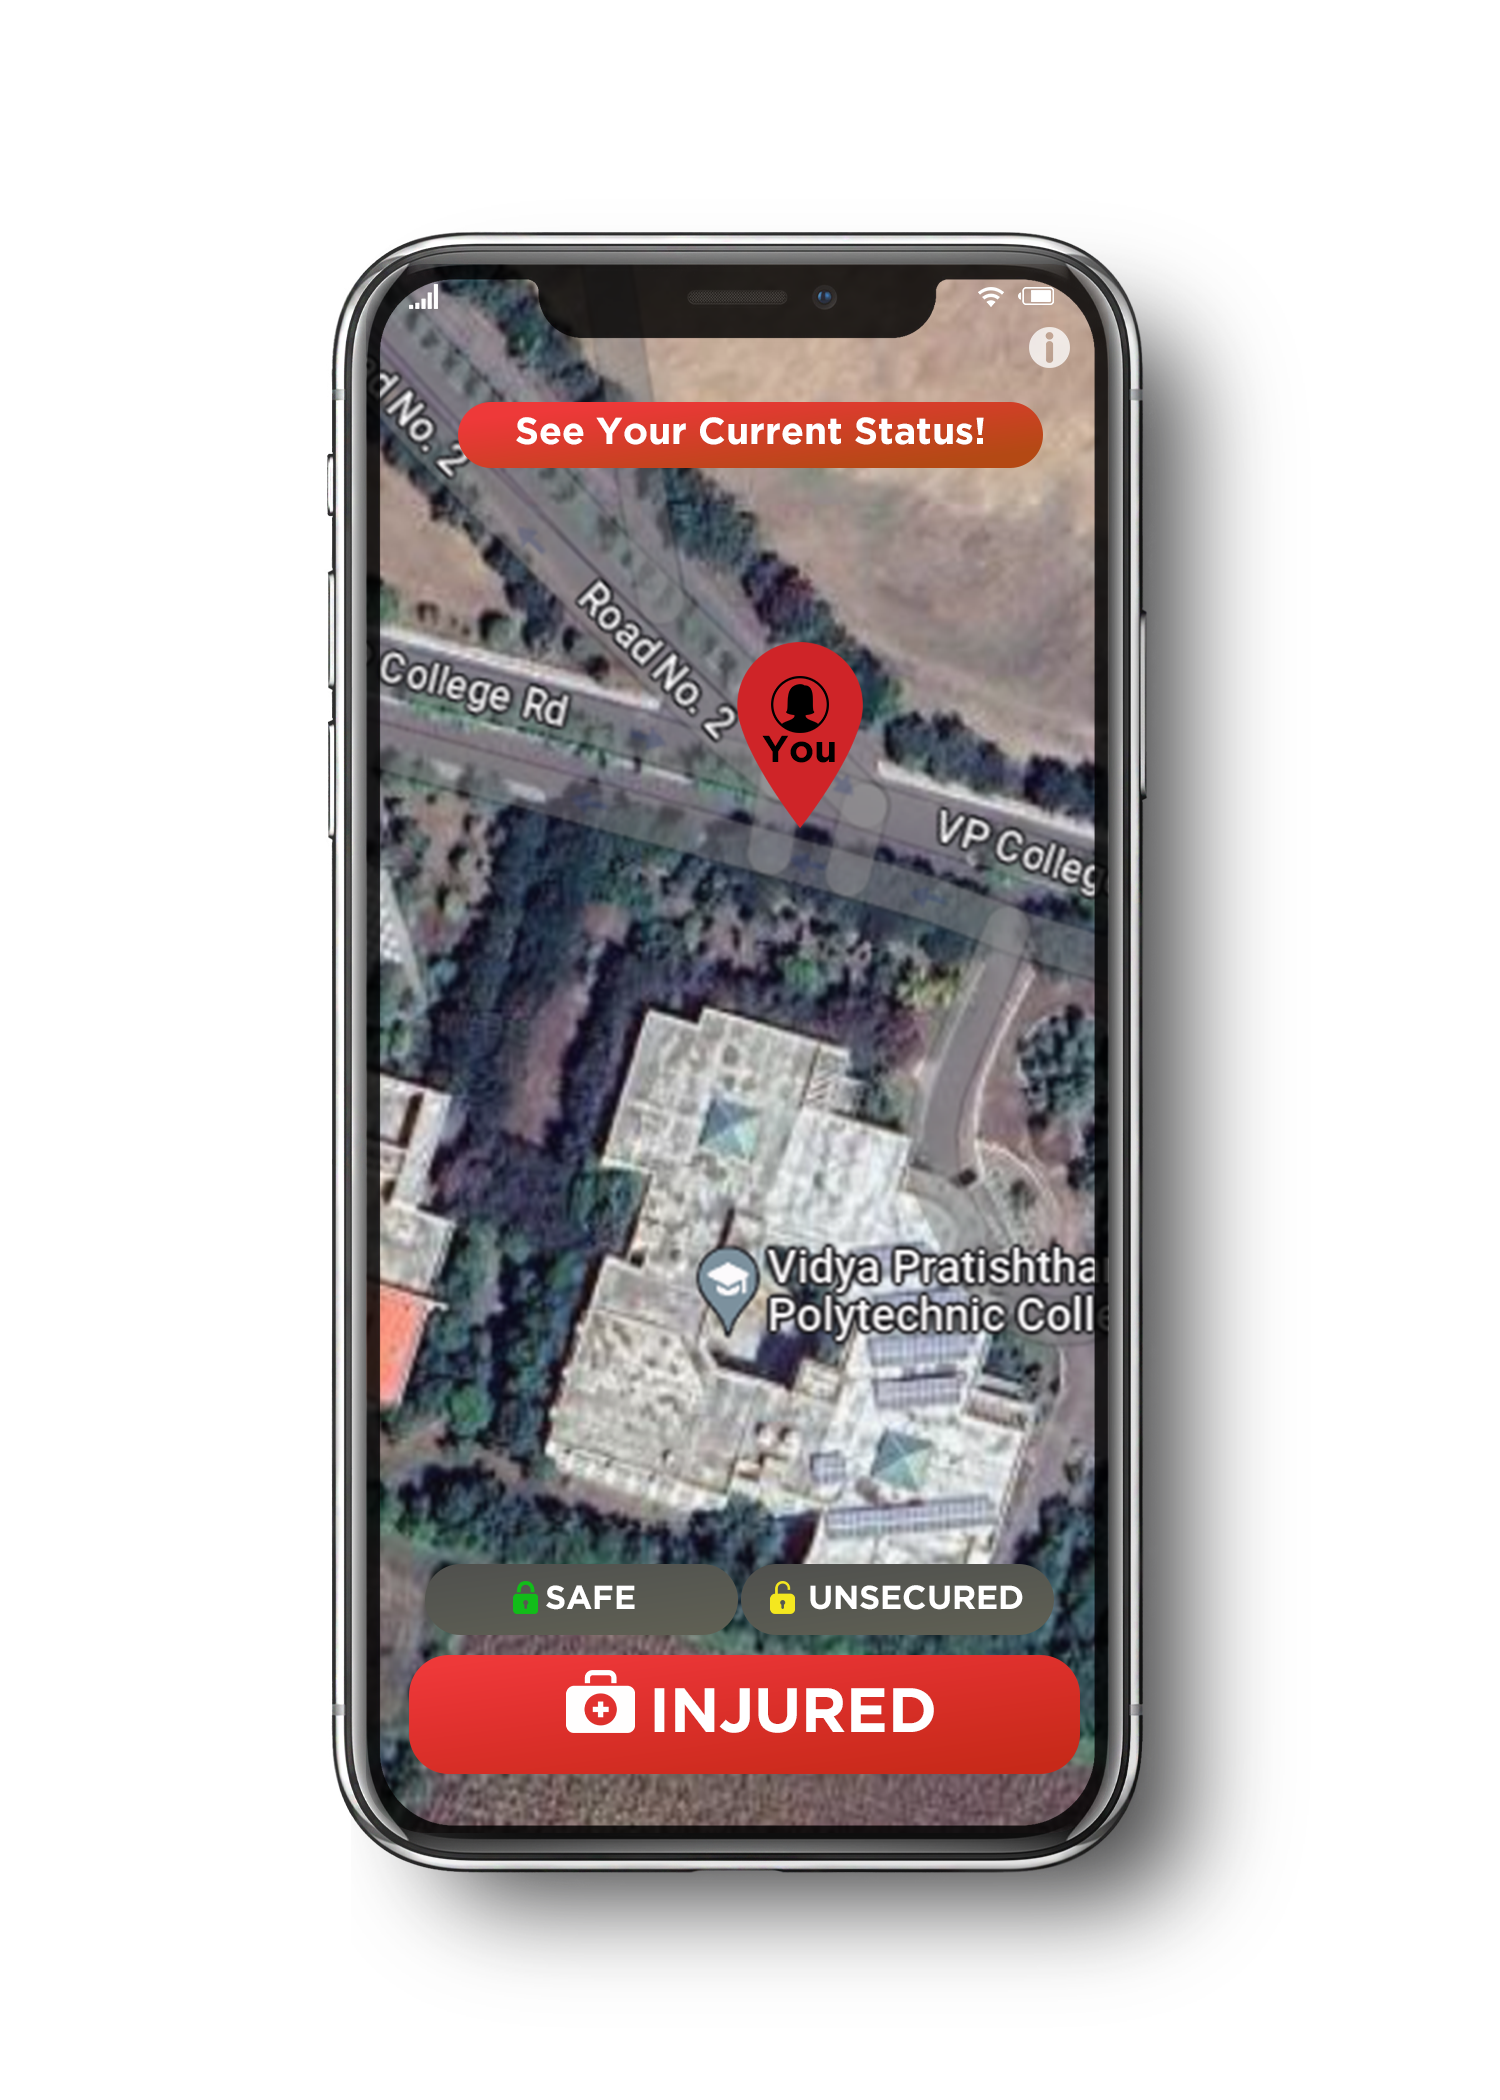 See Your Current Status!
d No. 2
Road No. 2
College Rd
You
VP Colleg
Vidya Pratishtha
Polytechnic Coll
SAFE
UNSECURED
INJURED